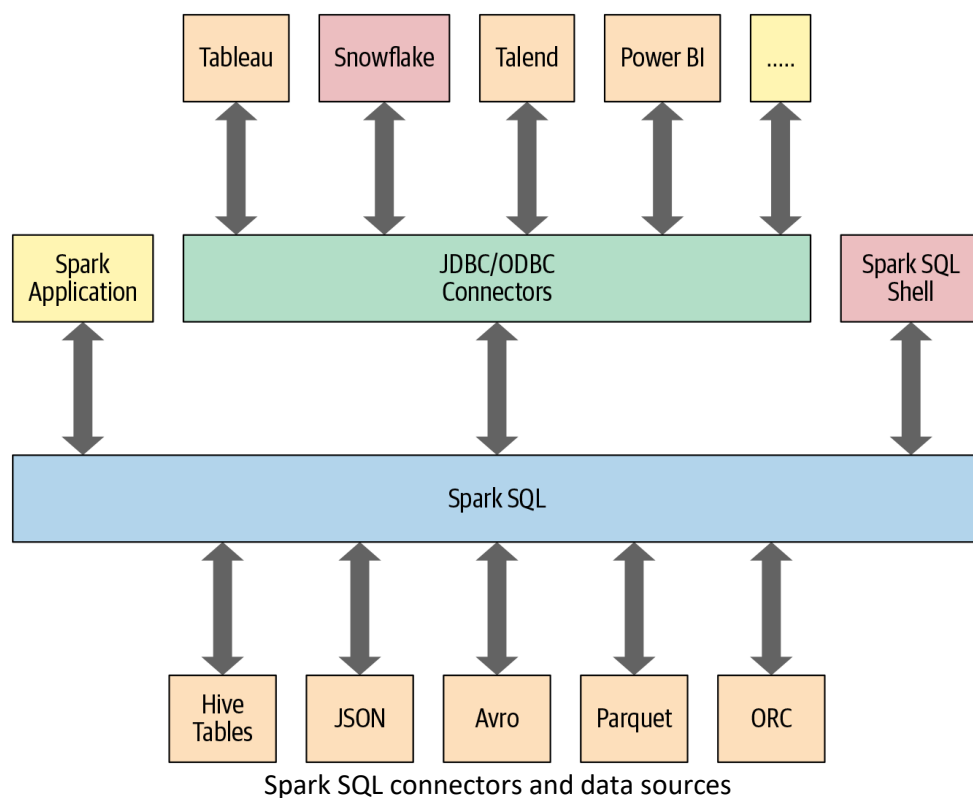 Tableau
Snowflake
Talend
Power BI
.....
Spark
Application
JDBC/ODBC
Connectors
Spark SQL
Shell
Spark SQL
Hive
Tables
JSON
Avro
Parquet
ORC
Spark SQL connectors and data sources